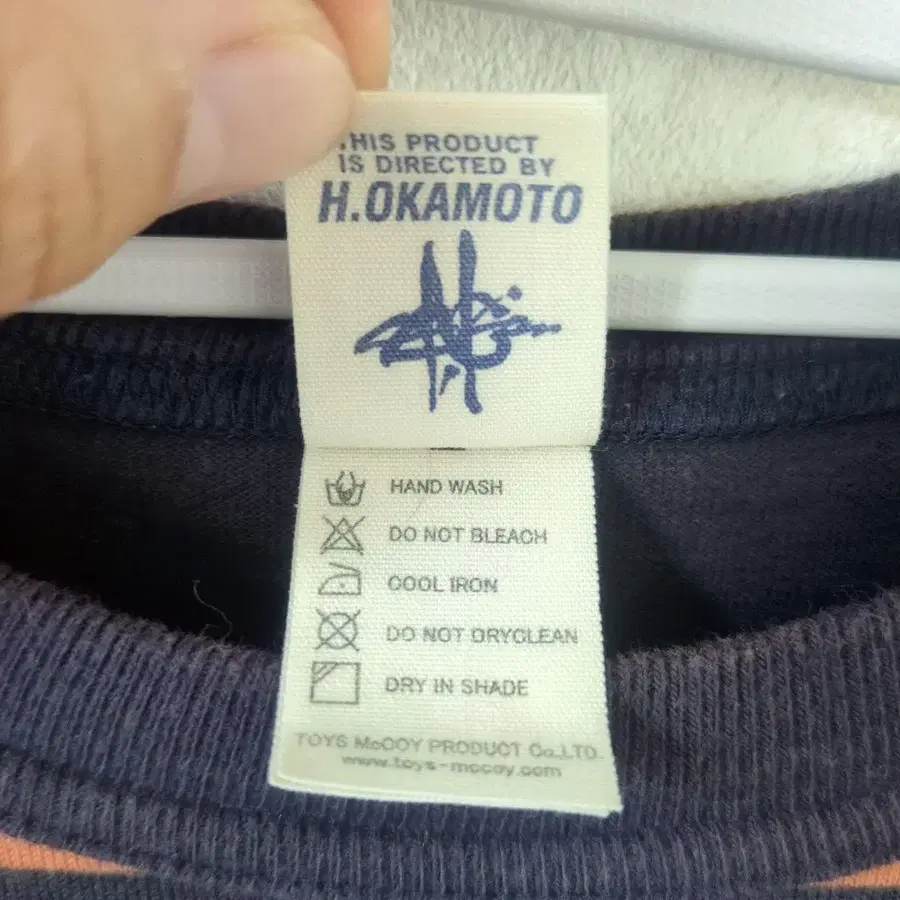 THIS PRODUCT
IS DIRECTED BY
H.OKAMOTO
HAND WASH
DO NOT BLEACH
COOL IRON
DO NOT DRYCLEAN
DRY IN SHADE
TOYS McCOY PRODUCT Co.,LTD.
www.toys-mccoy.com